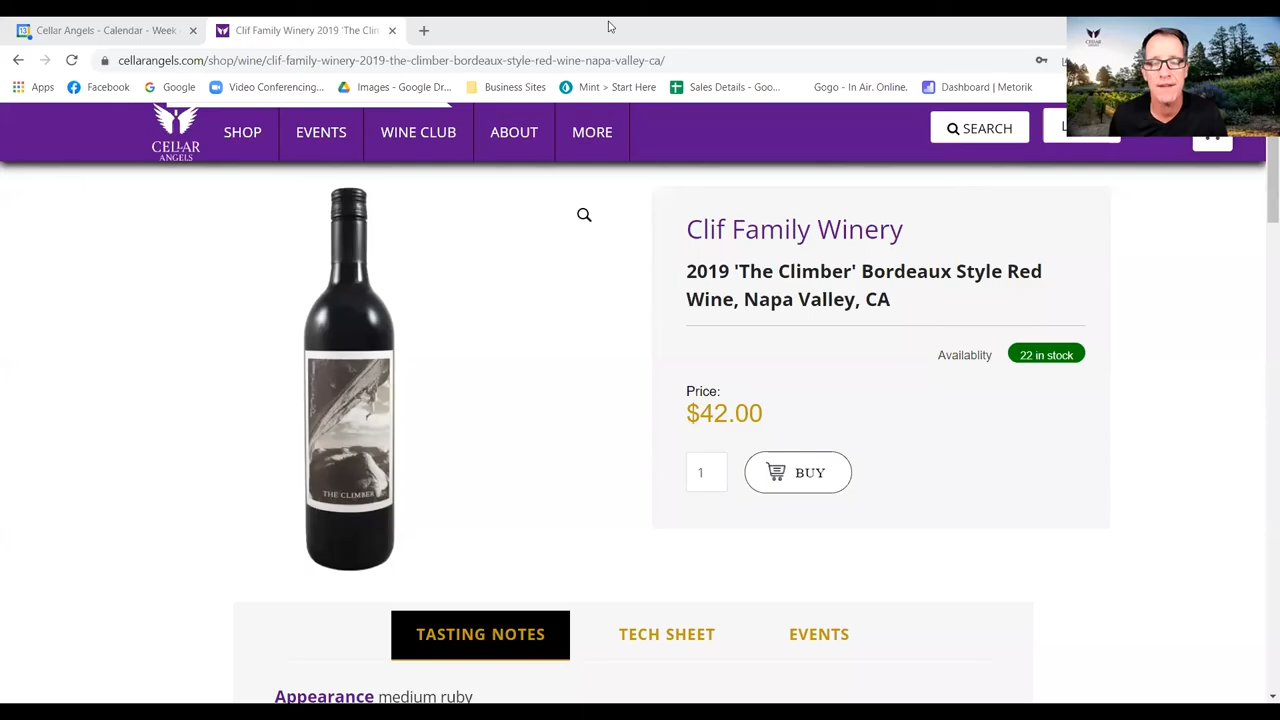 Cellar Angels - Calendar - Week
Clif Family Winery 2019 'The Clim
cellarangels.com/shop/wine/clif-family-winery-2019-the-climber-bordeaux-style-red-wine-napa-valley-ca/
Apps
Facebook
Google
Video Conferencing...
Images - Google Dr...
Business Sites
Mint > Start Here
Sales Details - Goo...
Gogo - In Air. Online.
Dashboard | Metorik
CELLAR
ANGELS
SHOP
EVENTS
WINE CLUB
ABOUT
MORE
SEARCH
CELLAR
ANGELS
Clif Family Winery
2019 'The Climber' Bordeaux Style Red
Wine, Napa Valley, CA
Availablity
22 in stock
Price:
$42.00
1
BUY
THE CLIMBER
TASTING NOTES
TECH SHEET
EVENTS
Appearance medium ruby